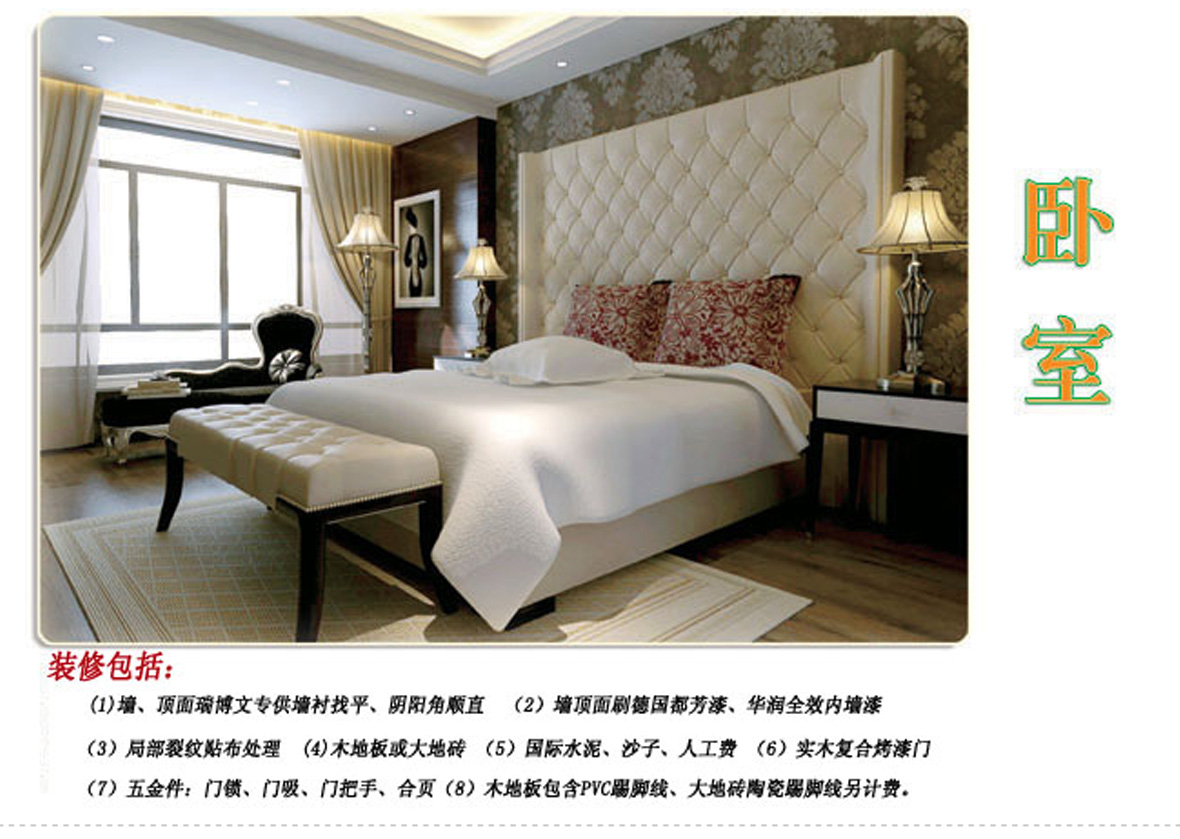 卧室
装修包括：
(1)墙、顶面瑞博文专供墙衬找平、阴阳角顺直 （2）墙顶面刷德国都芳漆、华润全效内墙漆
（3）局部裂纹贴布处理 (4)木地板或大地砖 （5）国际水泥、沙子、人工费 （6）实木复合烤漆门
（7）五金件：门锁、门吸、门把手、合页（8）木地板包含PVC踢脚线、大地砖陶瓷踢脚线另计费。